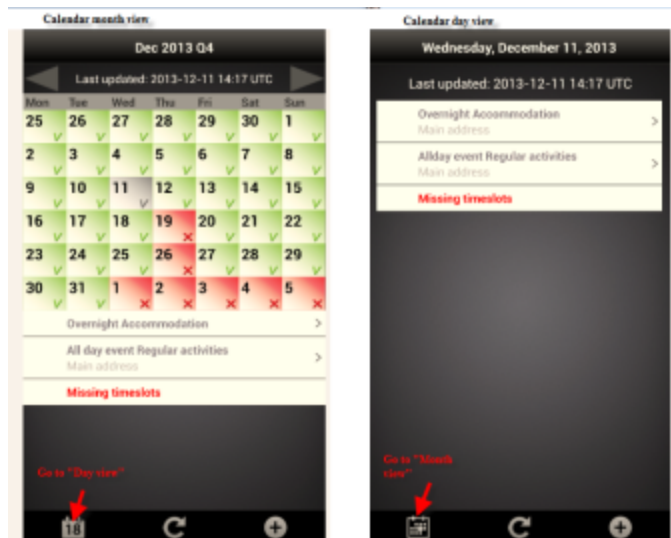 Calendar month view
Dec 2013 Q4
Last updated: 2013-12-11 14:17 UTC
Mon Tue Wed Thu Fri Sat Sun
25 26 27 28 29 30 1
2 3 4 5 6 7 8
9 10 11 12 13 14 15
16 17 18 19 20 21 22
23 24 25 26 27 28 29
30 31 1 2 3 4 5
Overnight Accommodation
All day event Regular activities
Main address
Missing timeslots
Go to "Day view"
18
Calendar day view
Wednesday, December 11, 2013
Last updated: 2013-12-11 14:17 UTC
Overnight Accommodation
Main address
Allday event Regular activities
Main address
Missing timeslots
Go to "Month
view"